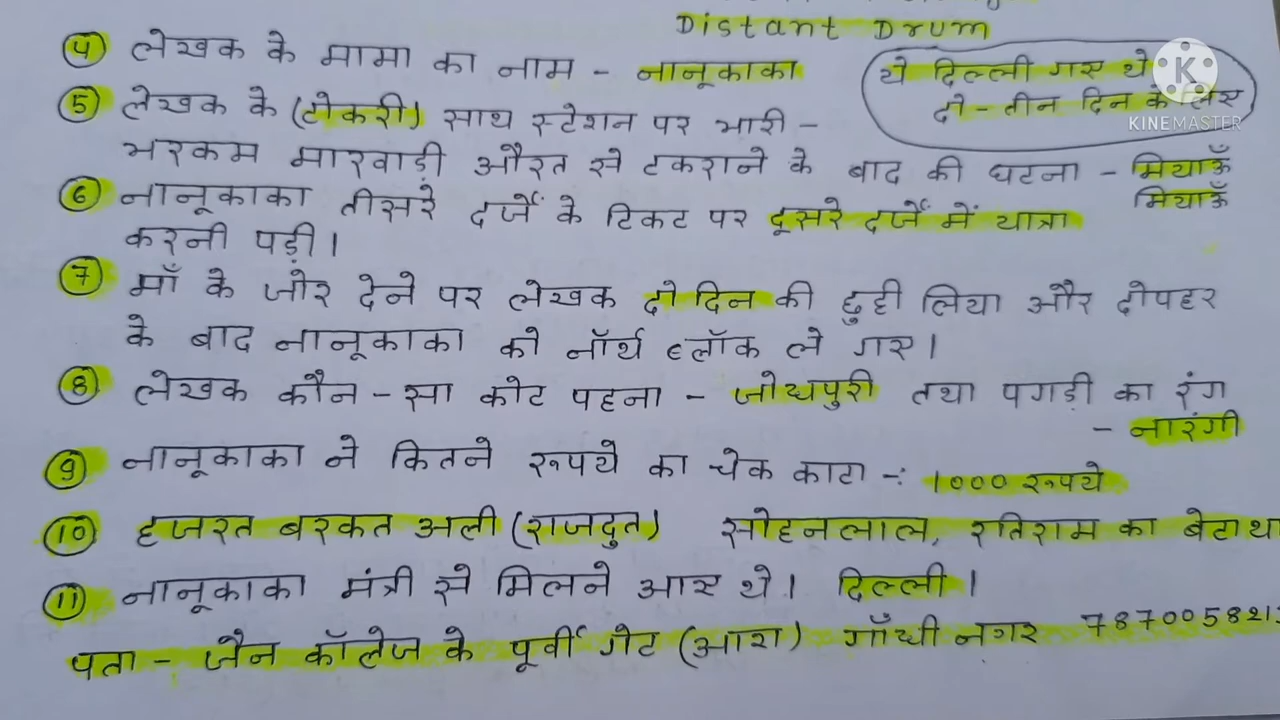 Distant Drum
④ लेखक के मामा का नाम - नानूकाका
ये दिल्ली गए थे
दो - तीन दिन के लिए
KINEMASTER
⑤ लेखक के (टोकरी) साथ स्टेशन पर भारी -
भरकम मारवाड़ी औरत से टकराने के बाद की घटना - मियाऊँ
मियाऊँ
⑥ नानूकाका तीसरे दर्जे के टिकट पर दूसरे दर्जे में यात्रा
करनी पड़ी।
⑦ माँ के जोर देने पर लेखक दो दिन की छुट्टी लिया और दोपहर
के बाद नानूकाका को नॉर्थ ब्लॉक ले गए।
⑧ लेखक कौन - सा कोट पहना - जोधपुरी तथा पगड़ी का रंग
- नारंगी
⑨ नानूकाका ने कितने रूपये का चेक काटा -: 1000 रूपये
⑩ हजरत बरकत अली (राजदुत) सोहनलाल, रतिराम का बेटा था
⑪ नानूकाका मंत्री से मिलने आए थे। दिल्ली।
पता - जैन कॉलेज के पूर्वी गेट (आरा) गाँधी नगर 787005821